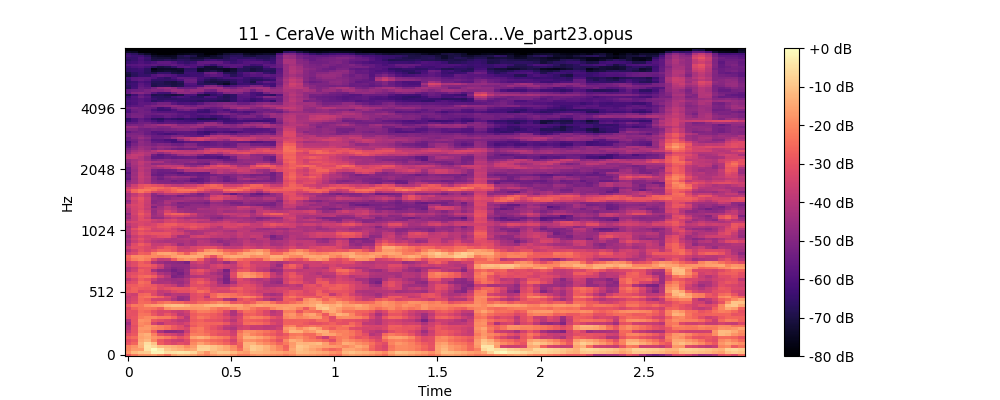 11 - CeraVe with Michael Cera...Ve_part23.opus
Hz
4096
2048
1024
512
0
0
0.5
1
1.5
2
2.5
Time
+0 dB
-10 dB
-20 dB
-30 dB
-40 dB
-50 dB
-60 dB
-70 dB
-80 dB